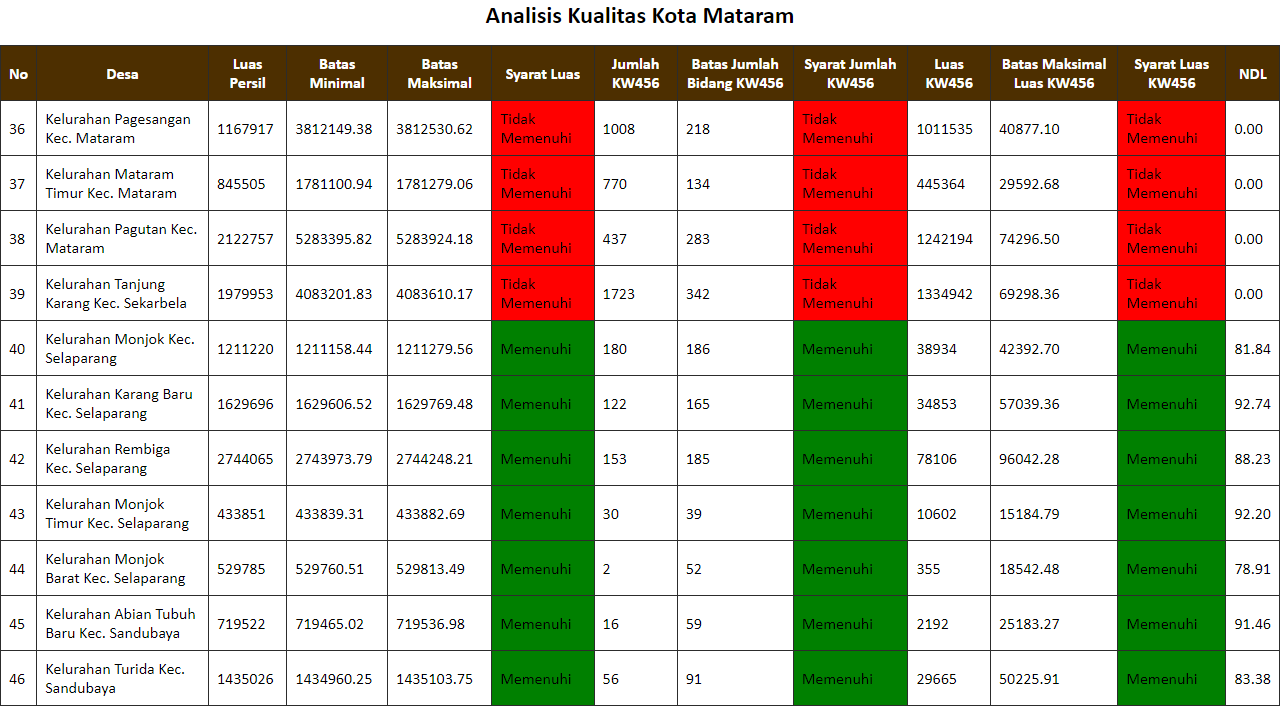 Analisis Kualitas Kota Mataram
No Desa Luas Persil Batas Minimal Batas Maksimal Syarat Luas Jumlah KW456 Batas Jumlah Bidang KW456 Syarat Jumlah KW456 Luas KW456 Batas Maksimal Luas KW456 Syarat Luas KW456 NDL
36 Kelurahan Pagesangan Kec. Mataram 1167917 3812149.38 3812530.62 Tidak Memenuhi 1008 218 Tidak Memenuhi 1011535 40877.10 Tidak Memenuhi 0.00
37 Kelurahan Mataram Timur Kec. Mataram 845505 1781100.94 1781279.06 Tidak Memenuhi 770 134 Tidak Memenuhi 445364 29592.68 Tidak Memenuhi 0.00
38 Kelurahan Pagutan Kec. Mataram 2122757 5283395.82 5283924.18 Tidak Memenuhi 437 283 Tidak Memenuhi 1242194 74296.50 Tidak Memenuhi 0.00
39 Kelurahan Tanjung Karang Kec. Sekarbela 1979953 4083201.83 4083610.17 Tidak Memenuhi 1723 342 Tidak Memenuhi 1334942 69298.36 Tidak Memenuhi 0.00
40 Kelurahan Monjok Kec. Selaparang 1211220 1211158.44 1211279.56 Memenuhi 180 186 Memenuhi 38934 42392.70 Memenuhi 81.84
41 Kelurahan Karang Baru Kec. Selaparang 1629696 1629606.52 1629769.48 Memenuhi 122 165 Memenuhi 34853 57039.36 Memenuhi 92.74
42 Kelurahan Rembiga Kec. Selaparang 2744065 2743973.79 2744248.21 Memenuhi 153 185 Memenuhi 78106 96042.28 Memenuhi 88.23
43 Kelurahan Monjok Timur Kec. Selaparang 433851 433839.31 433882.69 Memenuhi 30 39 Memenuhi 10602 15184.79 Memenuhi 92.20
44 Kelurahan Monjok Barat Kec. Selaparang 529785 529760.51 529813.49 Memenuhi 2 52 Memenuhi 355 18542.48 Memenuhi 78.91
45 Kelurahan Abian Tubuh Baru Kec. Sandubaya 719522 719465.02 719536.98 Memenuhi 16 59 Memenuhi 2192 25183.27 Memenuhi 91.46
46 Kelurahan Turida Kec. Sandubaya 1435026 1434960.25 1435103.75 Memenuhi 56 91 Memenuhi 29665 50225.91 Memenuhi 83.38